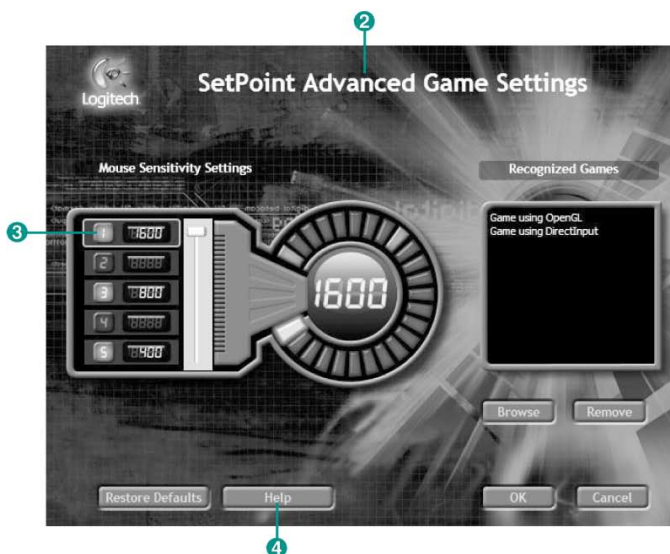 2
Logitech
SetPoint Advanced Game Settings
Mouse Sensitivity Settings
Recognized Games
3
1 1600
2
3 800
4
5 400
1600
Game using OpenGL
Game using DirectInput
Browse Remove
Restore Defaults Help OK Cancel
4